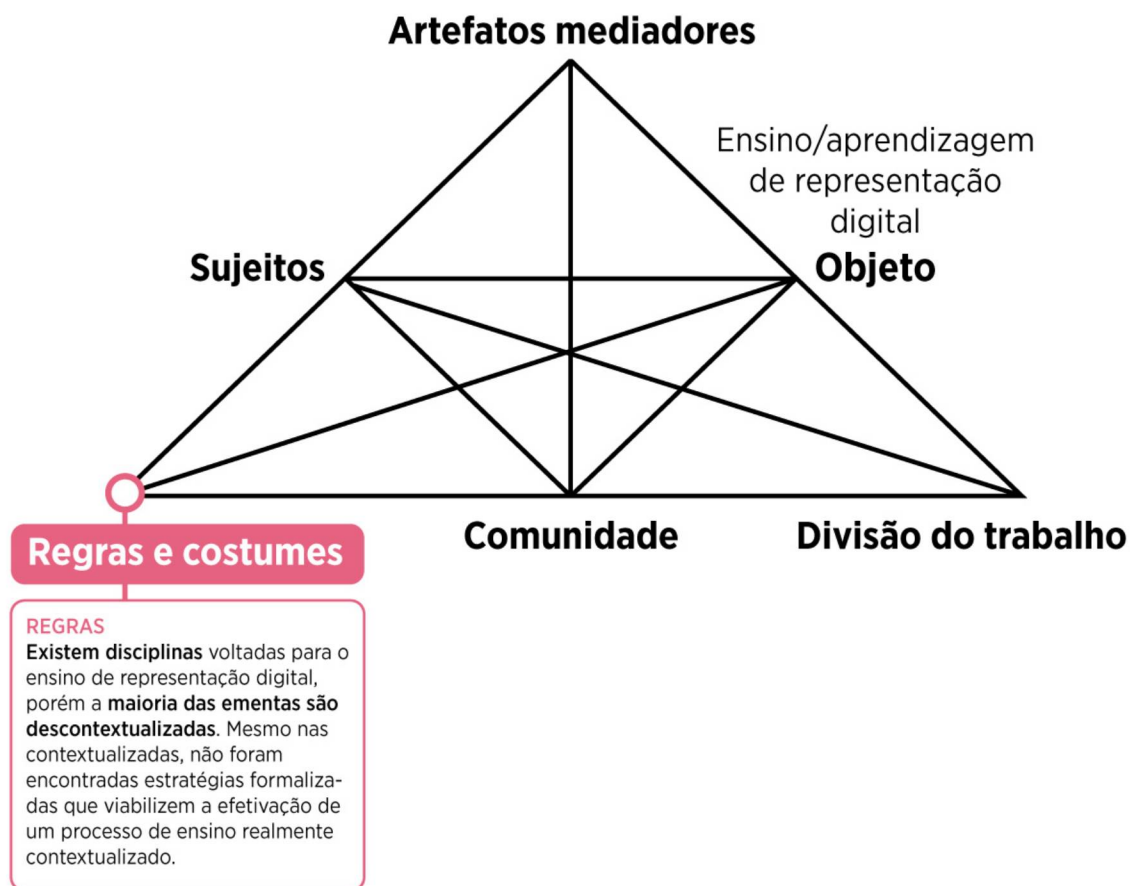 Artefatos mediadores
Ensino/aprendizagem
de representação
digital
Sujeitos
Objeto
Comunidade
Divisão do trabalho
Regras e costumes
REGRAS
Existem disciplinas voltadas para o
ensino de representação digital,
porém a maioria das ementas são
descontextualizadas. Mesmo nas
contextualizadas, não foram
encontradas estratégias formaliza-
das que viabilizem a efetivação de
um processo de ensino realmente
contextualizado.